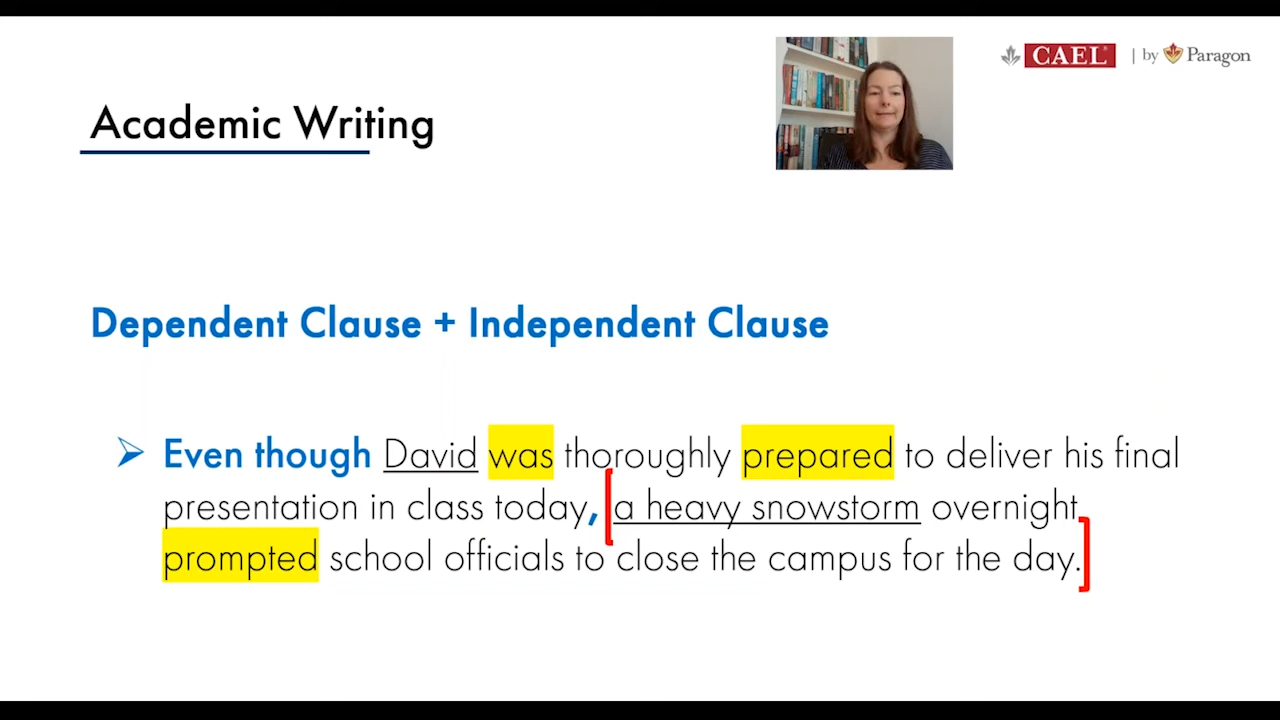 CAEL | by Paragon
Academic Writing
Dependent Clause + Independent Clause
Even though David was thoroughly prepared to deliver his final
presentation in class today, [a heavy snowstorm overnight
prompted school officials to close the campus for the day.]